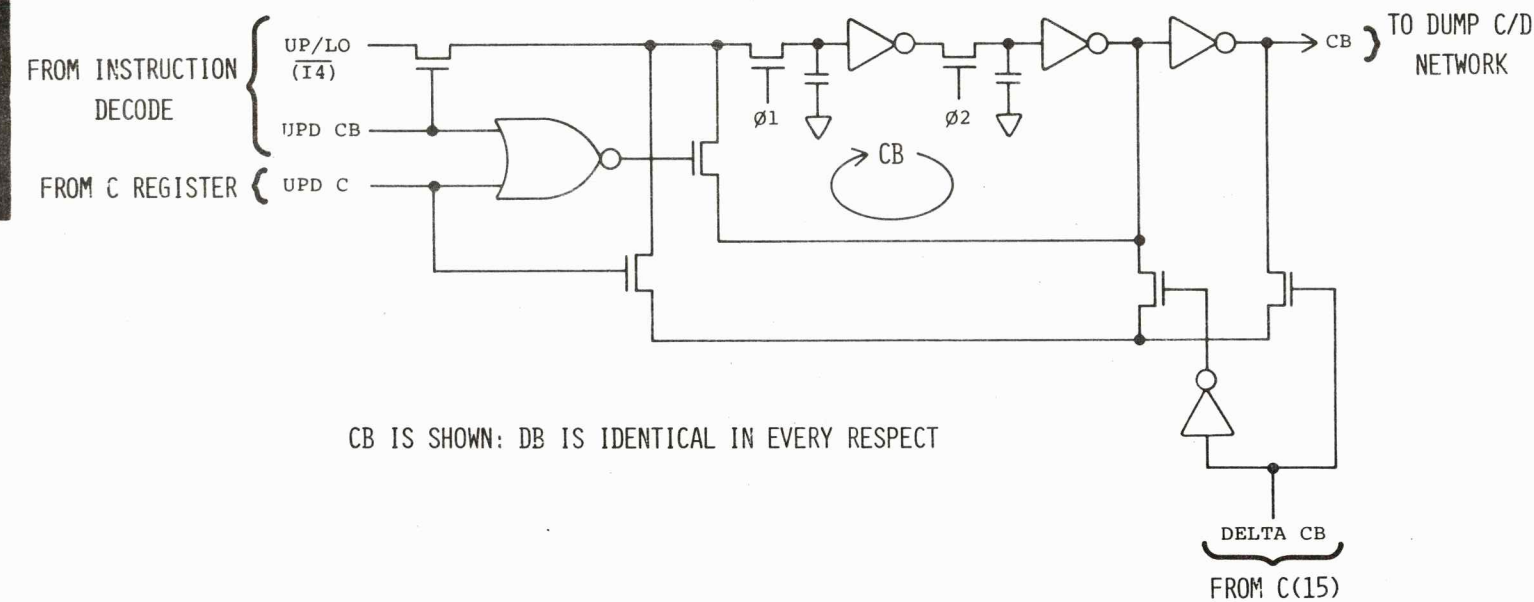 FROM INSTRUCTION
DECODE
UP/LO
(I4)
UPD CB
FROM C REGISTER
UPD C
Ø1
Ø2
CB
CB
TO DUMP C/D
NETWORK
CB IS SHOWN: DB IS IDENTICAL IN EVERY RESPECT
DELTA CB
FROM C(15)